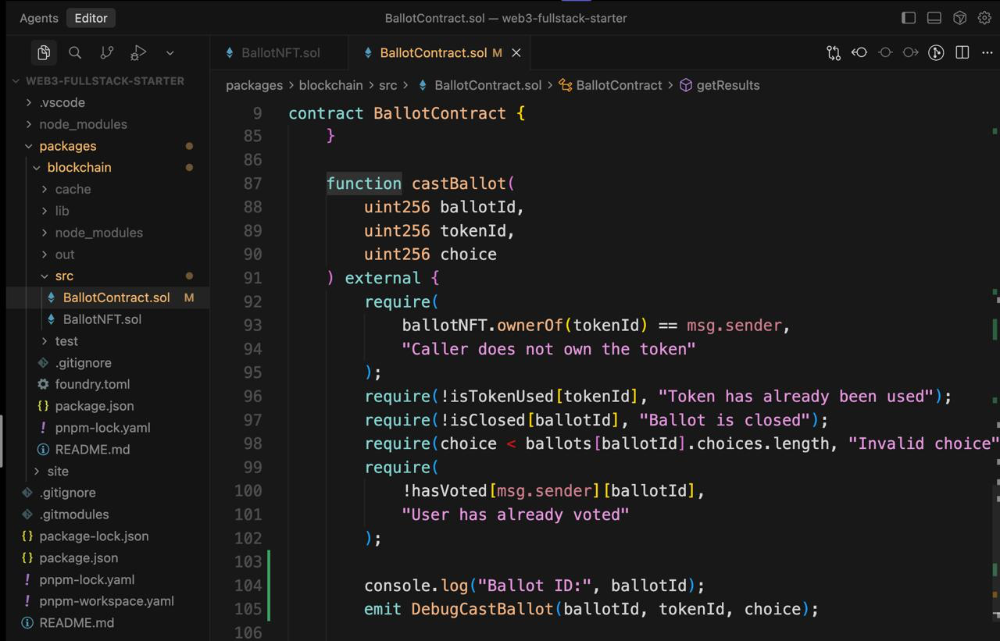 Agents Editor BallotContract.sol — web3-fullstack-starter
BallotNFT.sol BallotContract.sol M
WEB3-FULLSTACK-STARTER
.vscode
node_modules
packages
blockchain
cache
lib
node_modules
out
src
BallotContract.sol M
BallotNFT.sol
test
.gitignore
foundry.toml
package.json
pnpm-lock.yaml
README.md
site
.gitignore
.gitmodules
package-lock.json
package.json
pnpm-lock.yaml
pnpm-workspace.yaml
README.md
packages > blockchain > src > BallotContract.sol > BallotContract > getResults
9 contract BallotContract {
85 }
86
87 function castBallot(
88 uint256 ballotId,
89 uint256 tokenId,
90 uint256 choice
91 ) external {
92 require(
93 ballotNFT.ownerOf(tokenId) == msg.sender,
94 "Caller does not own the token"
95 );
96 require(!isTokenUsed[tokenId], "Token has already been used");
97 require(!isClosed[ballotId], "Ballot is closed");
98 require(choice < ballots[ballotId].choices.length, "Invalid choice"
99 require(
100 !hasVoted[msg.sender][ballotId],
101 "User has already voted"
102 );
103
104 console.log("Ballot ID:", ballotId);
105 emit DebugCastBallot(ballotId, tokenId, choice);
106